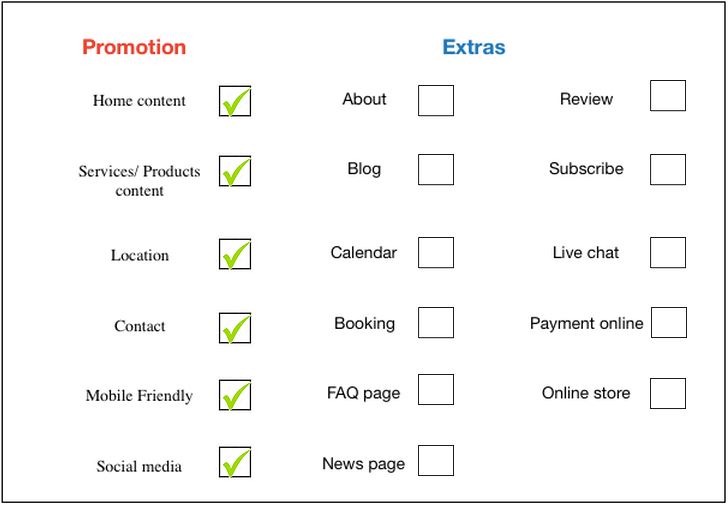 Promotion
Extras
Home content
About
Review
Services/ Products
content
Blog
Subscribe
Location
Calendar
Live chat
Contact
Booking
Payment online
Mobile Friendly
FAQ page
Online store
Social media
News page